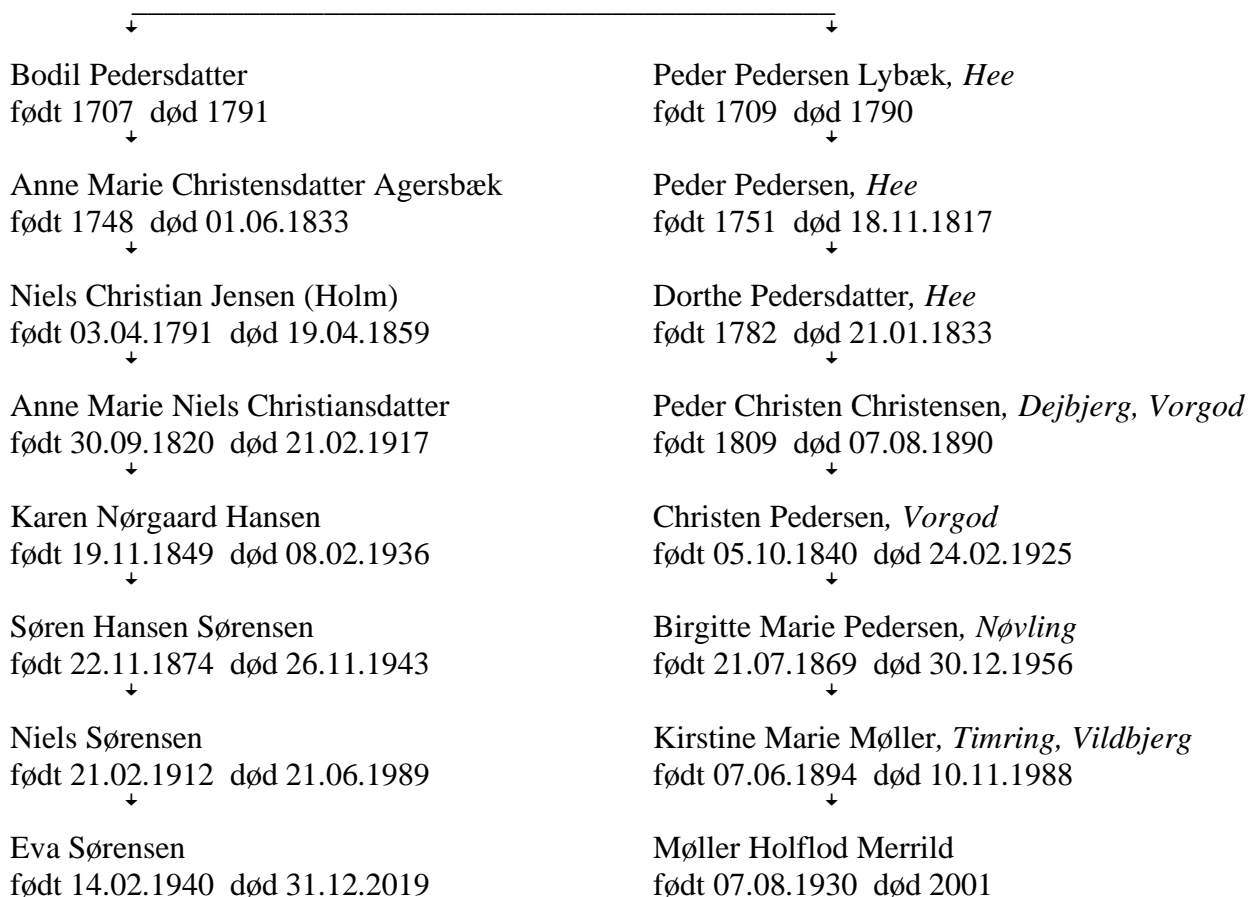 Bodil Pedersdatter
født 1707 død 1791
Peder Pedersen Lybæk, Hee
født 1709 død 1790
Anne Marie Christensdatter Agersbæk
født 1748 død 01.06.1833
Peder Pedersen, Hee
født 1751 død 18.11.1817
Niels Christian Jensen (Holm)
født 03.04.1791 død 19.04.1859
Dorthe Pedersdatter, Hee
født 1782 død 21.01.1833
Anne Marie Niels Christiansdatter
født 30.09.1820 død 21.02.1917
Peder Christen Christensen, Dejbjerg, Vorgod
født 1809 død 07.08.1890
Karen Nørgaard Hansen
født 19.11.1849 død 08.02.1936
Christen Pedersen, Vorgod
født 05.10.1840 død 24.02.1925
Søren Hansen Sørensen
født 22.11.1874 død 26.11.1943
Birgitte Marie Pedersen, Nøvling
født 21.07.1869 død 30.12.1956
Niels Sørensen
født 21.02.1912 død 21.06.1989
Kirstine Marie Møller, Timring, Vildbjerg
født 07.06.1894 død 10.11.1988
Eva Sørensen
født 14.02.1940 død 31.12.2019
Møller Holflod Merrild
født 07.08.1930 død 2001